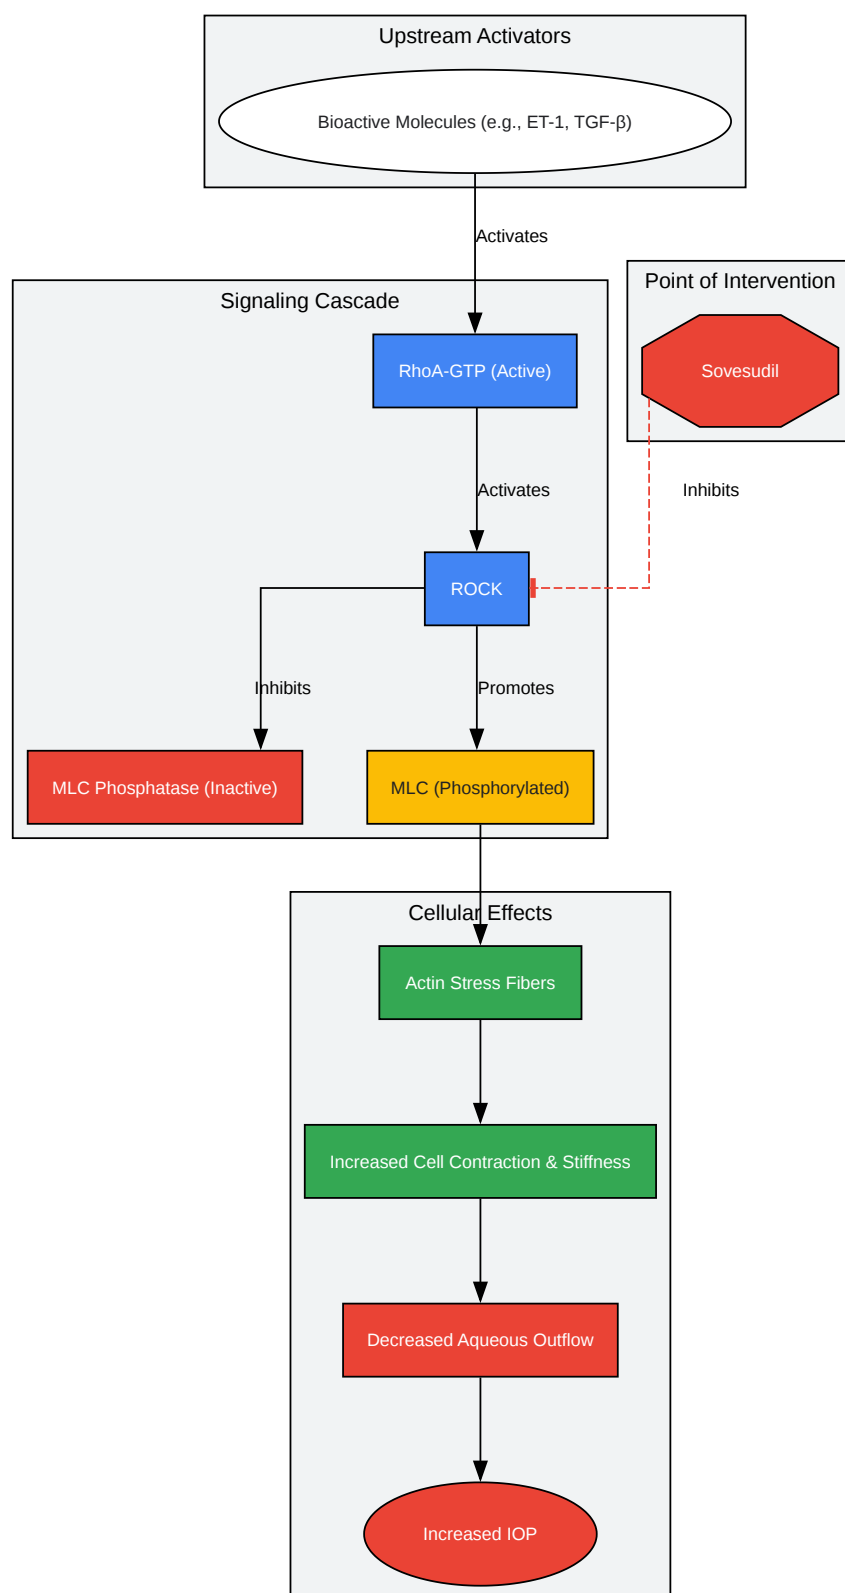 Upstream Activators
Bioactive Molecules (e.g., ET-1, TGF-β)
Activates
Point of Intervention
Sovesudil
Signaling Cascade
RhoA-GTP (Active)
Activates
Inhibits
ROCK
Inhibits
Promotes
MLC Phosphatase (Inactive)
MLC (Phosphorylated)
Cellular Effects
Actin Stress Fibers
Increased Cell Contraction & Stiffness
Decreased Aqueous Outflow
Increased IOP